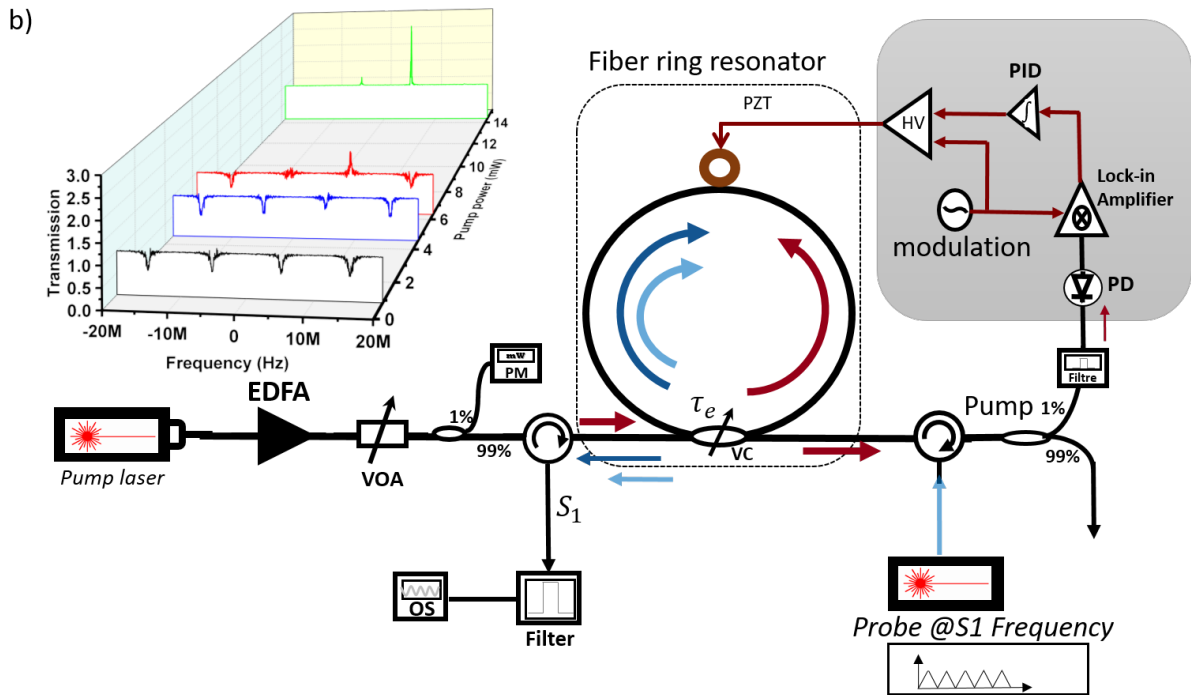 b)
3.0
2.5
2.0
1.5
1.0
0.5
0.0
Transmission
-20M
-10M
0
10M
20M
Frequency (Hz)
0
2
4
6
8
10
12
14
Pump power (mW)
Fiber ring resonator
PZT
HV
PID
∫
Lock-in
Amplifier
modulation
PD
Filtre
EDFA
mW
PM
1%
99%
Pump laser
VOA
τe
VC
Pump
1%
99%
S1
OS
Filter
Probe @S1 Frequency